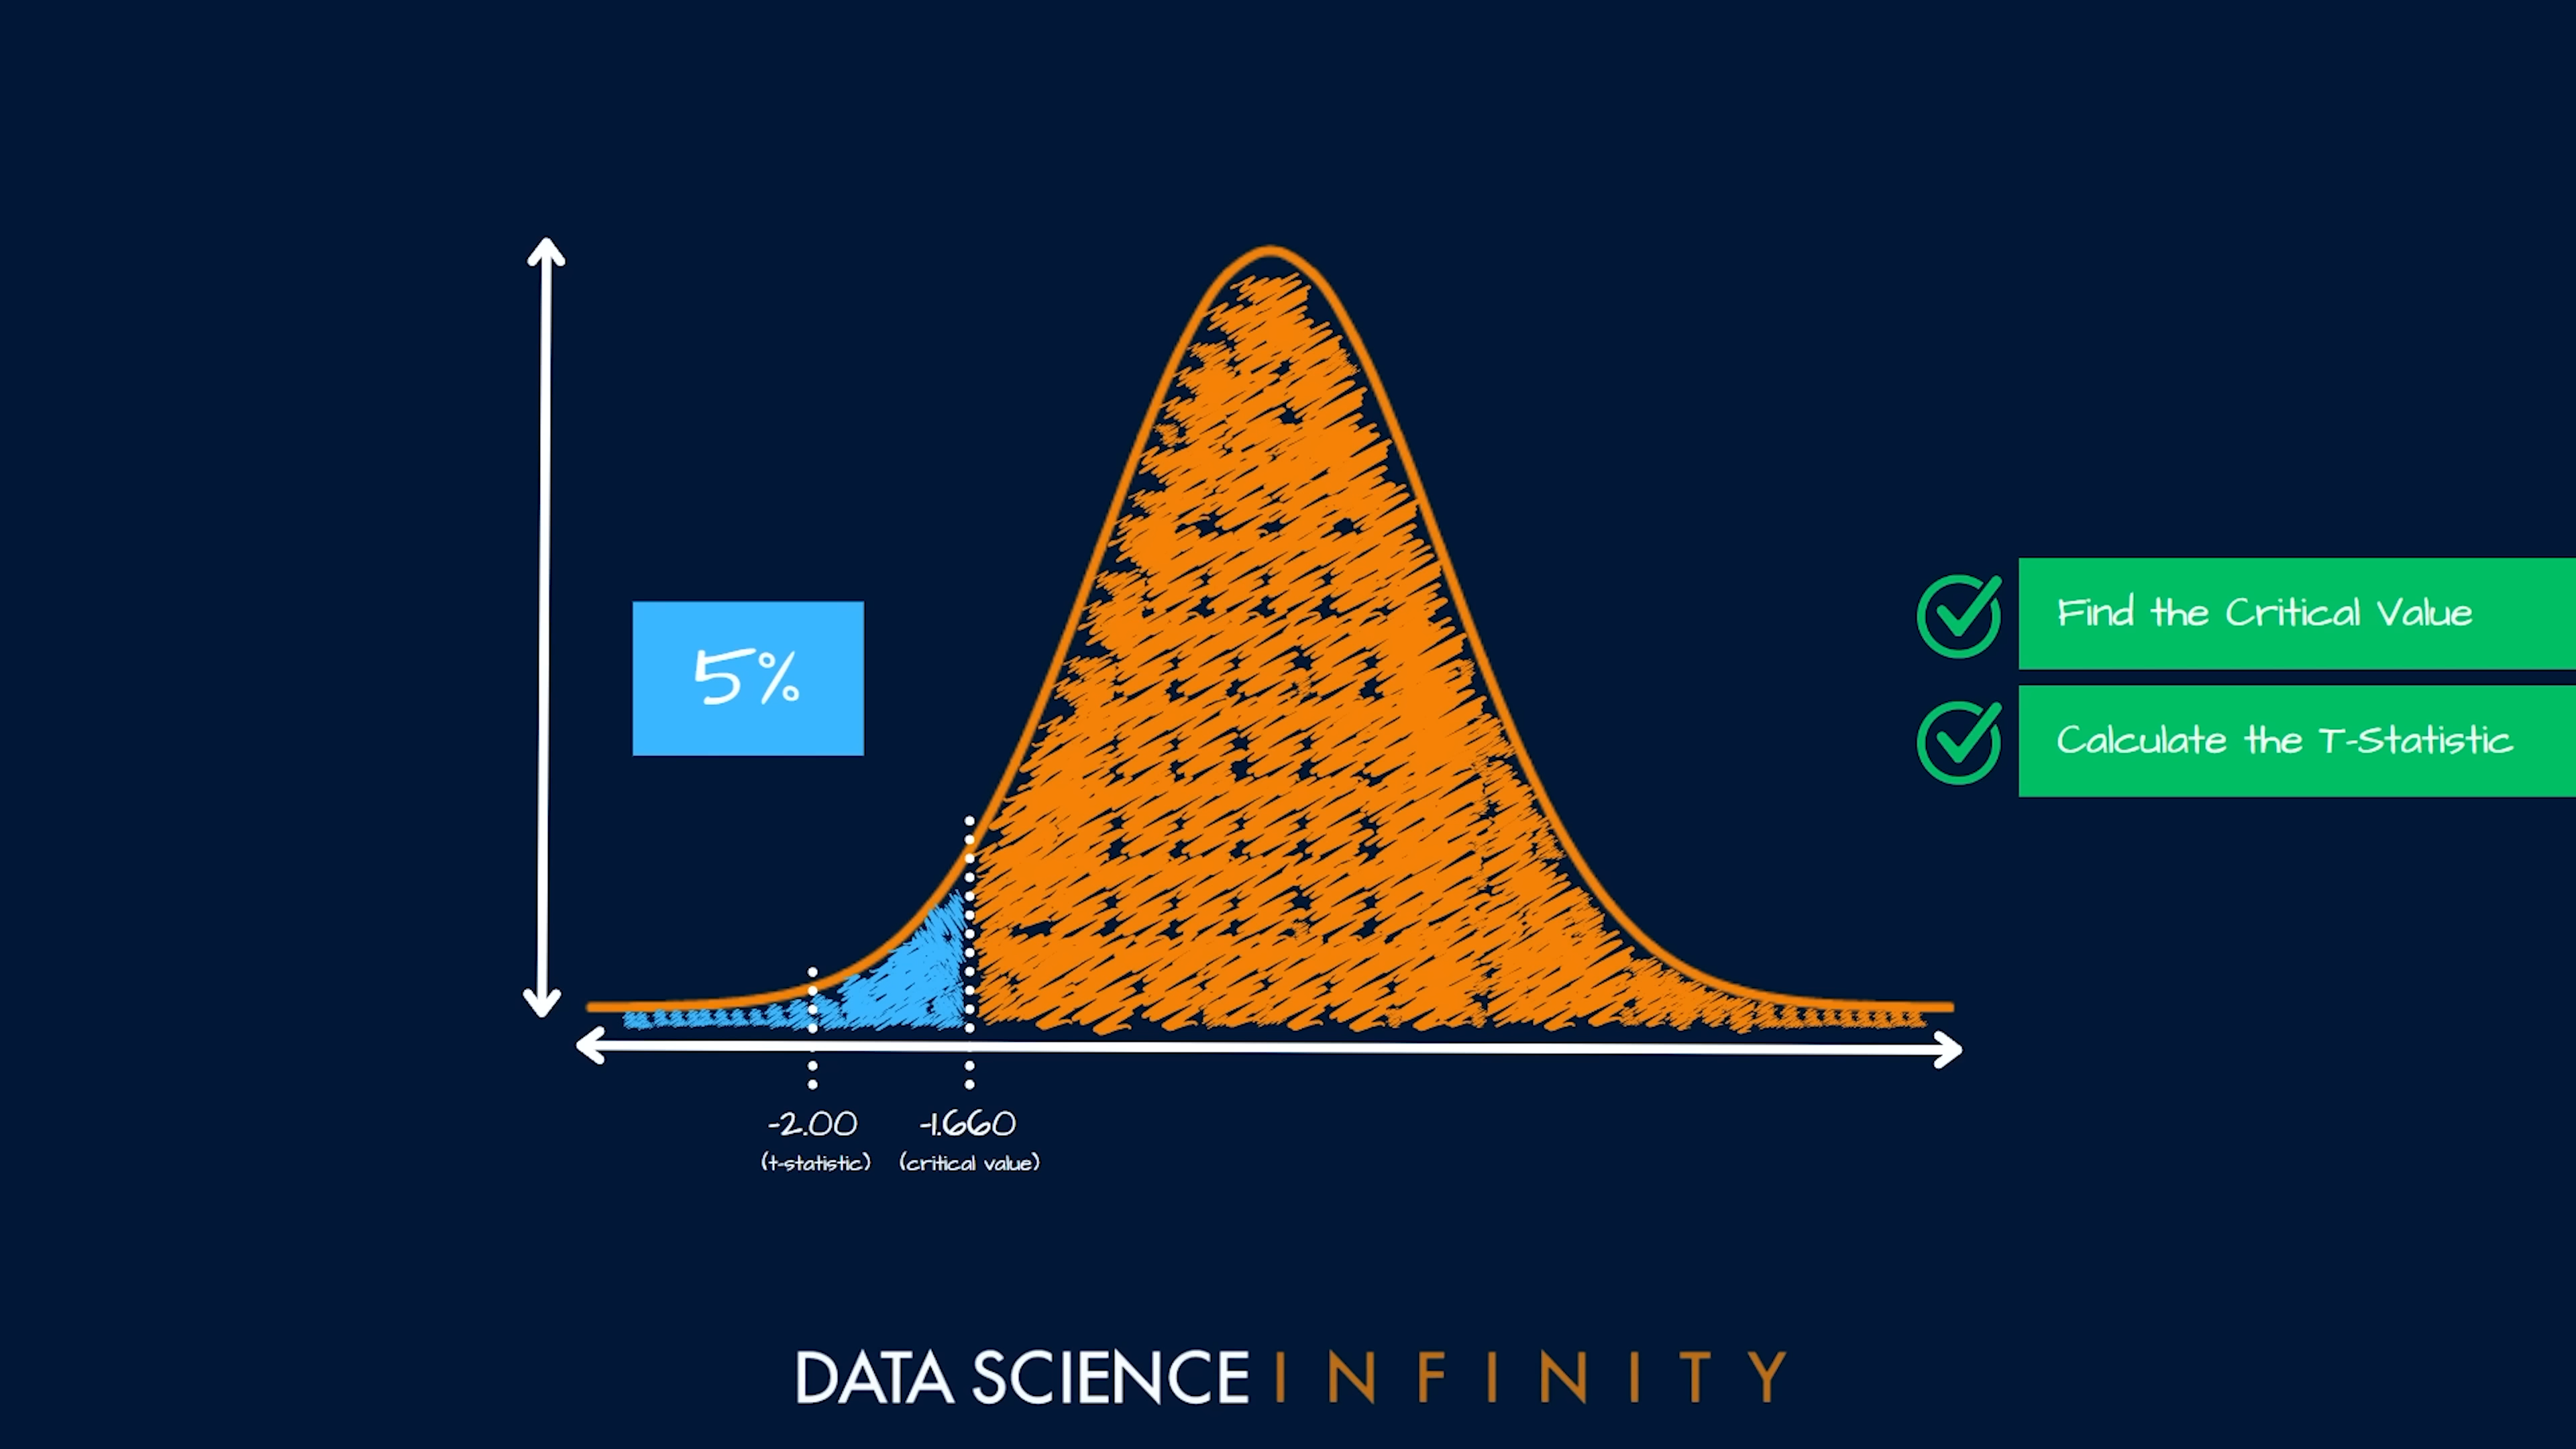 Find the Critical Value
5%
Calculate the T-Statistic
-2.00
(t-statistic)
-1.660
(critical value)
DATA SCIENCE INFINITY